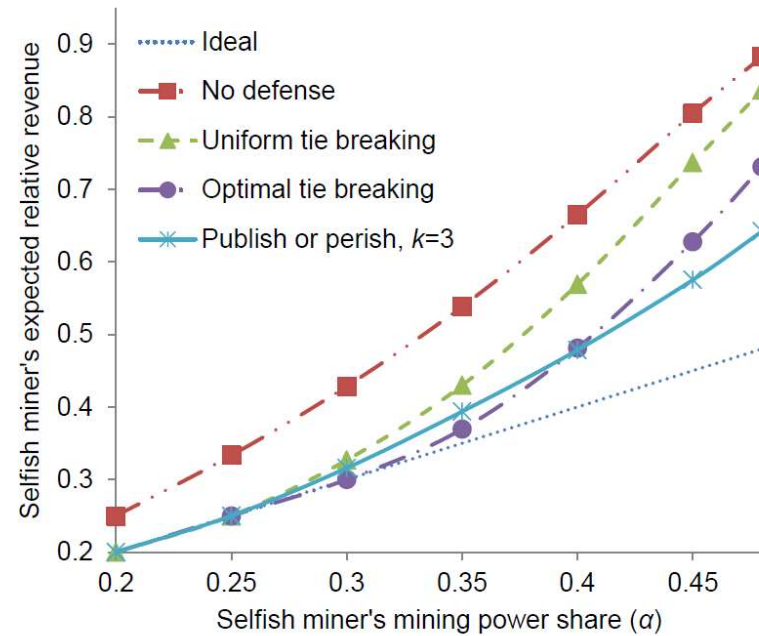 Ideal
No defense
Uniform tie breaking
Optimal tie breaking
Publish or perish, k=3
Selfish miner's expected relative revenue
0.9
0.8
0.7
0.6
0.5
0.4
0.3
0.2
0.2 0.25 0.3 0.35 0.4 0.45
Selfish miner's mining power share (α)